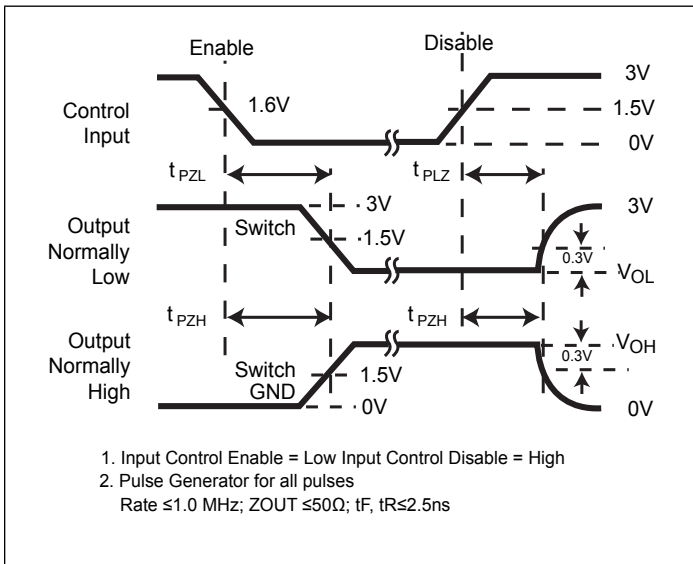 Enable
Disable
Control
Input
1.6V
3V
1.5V
0V
t PZL
t PLZ
Output
Normally
Low
Switch
3V
1.5V
3V
0.3V
VOL
t PZH
t PZH
Output
Normally
High
Switch
GND
1.5V
0V
VOH
0.3V
0V
1. Input Control Enable = Low Input Control Disable = High
2. Pulse Generator for all pulses
Rate ≤1.0 MHz; ZOUT ≤50Ω; tF, tR≤2.5ns